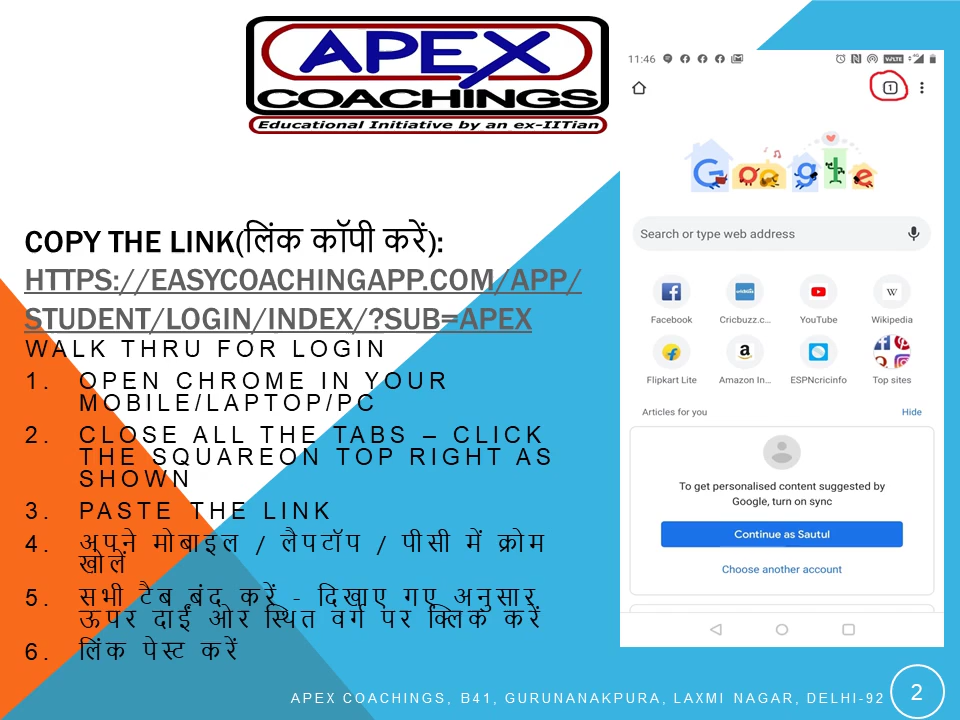 APEX
COACHINGS
Educational Initiative by an ex-IITian
COPY THE LINK(लिंक कॉपी करें):
HTTPS://EASYCOACHINGAPP.COM/APP/
STUDENT/LOGIN/INDEX/?SUB=APEX
WALK THRU FOR LOGIN
1. OPEN CHROME IN YOUR
MOBILE/LAPTOP/PC
2. CLOSE ALL THE TABS – CLICK
THE SQUAREON TOP RIGHT AS
SHOWN
3. PASTE THE LINK
4. अपने मोबाइल / लैपटॉप / पीसी में क्रोम
खोलें
5. सभी टैब बंद करें - दिखाए गए अनुसार
ऊपर दाईं ओर स्थित वर्ग पर क्लिक करें
6. लिंक पेस्ट करें
11:46
VoLTE 4G
1
Google
Search or type web address
f W
Facebook Cricbuzz.c... YouTube Wikipedia
a
Flipkart Lite Amazon In... ESPNcricinfo Top sites
Articles for you Hide
To get personalised content suggested by
Google, turn on sync
Continue as Sautul
Choose another account
APEX COACHINGS, B41, GURUNANAKPURA, LAXMI NAGAR, DELHI-92 2